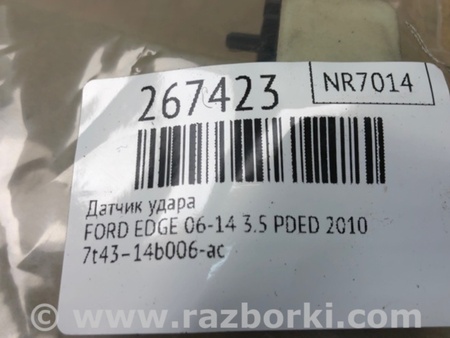 267423
NR7014
Датчик удара
FORD EDGE 06-14 3.5 PDED 2010
7t43-14b006-ac
© www.razborki.com